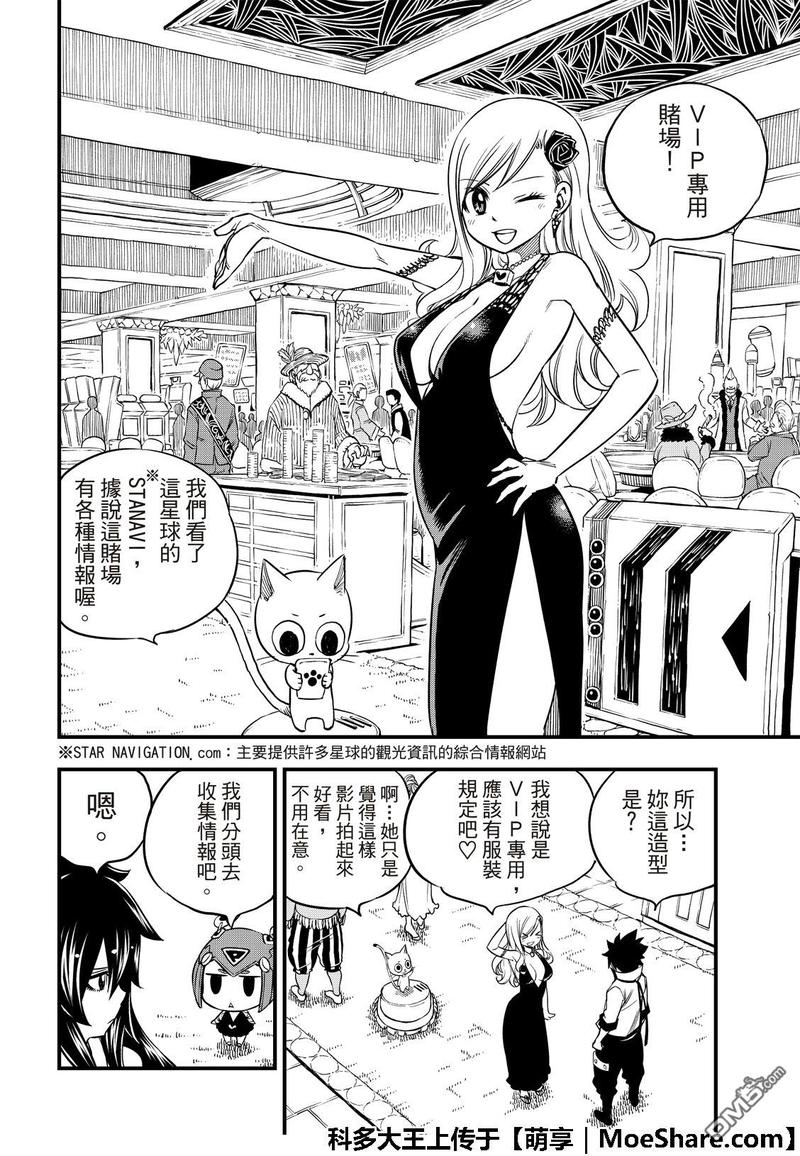 VIP專用
賭場！
我們看了
這星球的
※STANAVI，
據說這賭場
有各種情報喔。
※STAR NAVIGATION.com：主要提供許多星球的觀光資訊的綜合情報網站
所以…
妳這造型
是？
我想說是
VIP專用，
應該有服裝
規定吧♡
啊…她只是
覺得這樣
影片拍起來
好看，
不用在意。
我們分頭去
收集情報吧。
嗯。
DM5.com
科多大王上传于【萌享｜MoeShare.com】